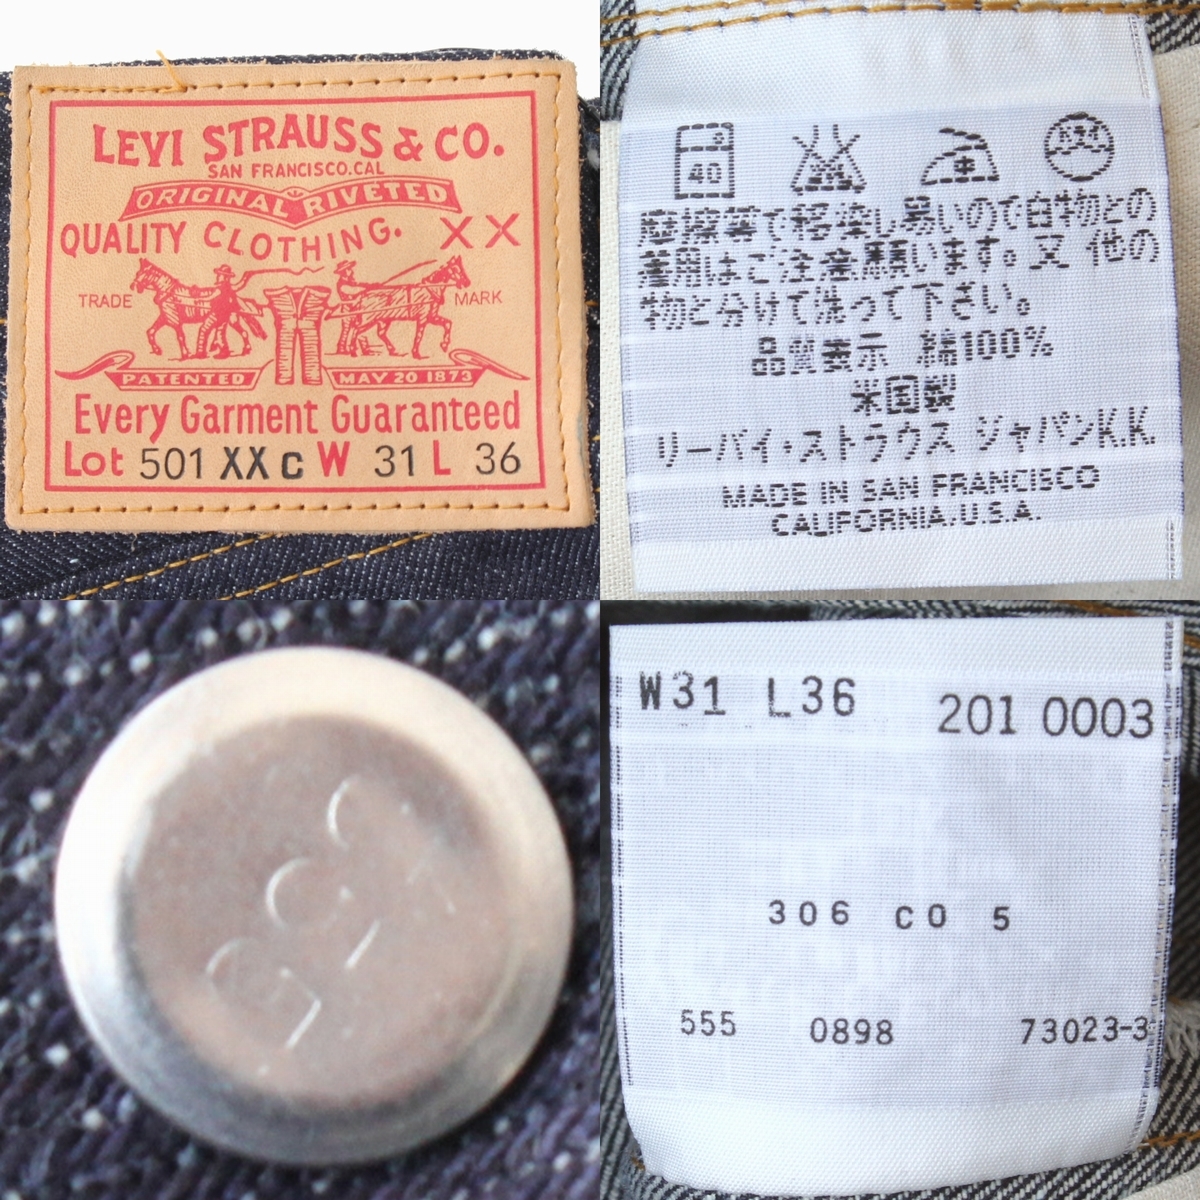 LEVI STRAUSS & CO.
SAN FRANCISCO.CAL
ORIGINAL RIVETED
QUALITY CLOTHING. XX
TRADE MARK
PATENTED MAY 20 1873
Every Garment Guaranteed
Lot 501 XX C W 31 L 36
40
摩擦等で移染し易いので白物との
着用はご注意願います。又 他の
物と分けて洗って下さい。
品質表示 綿100%
米国製
リーバイ・ストラウス ジャパンK.K.
MADE IN SAN FRANCISCO
CALIFORNIA. U.S.A.
W31 L36 201 0003
306 CO 5
555 0898 73023-3